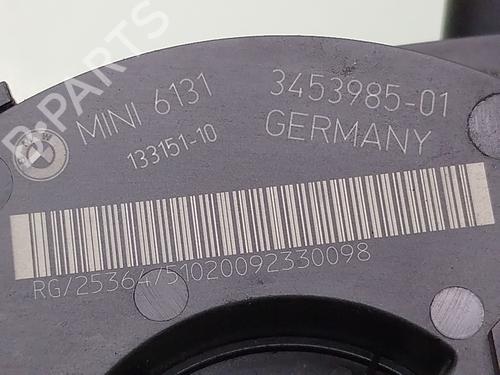 B-PARTS
MINI 6131
3453985-01
133151-10
GERMANY
RG/25364/51020092330098